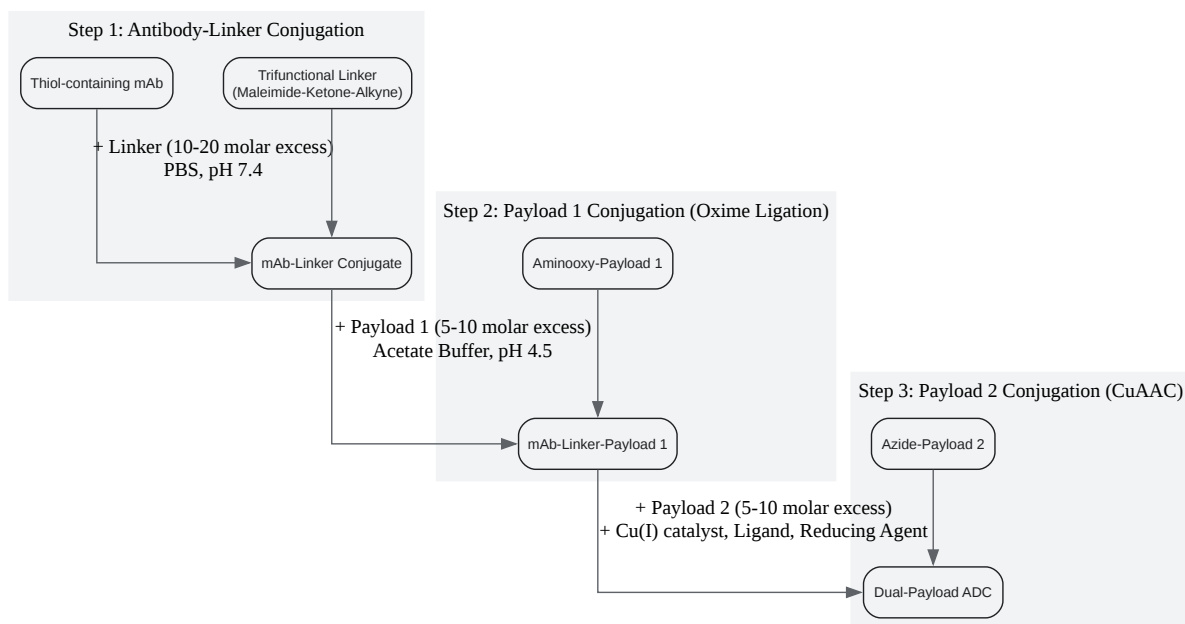 Step 1: Antibody-Linker Conjugation
Thiol-containing mAb
Trifunctional Linker
(Maleimide-Ketone-Alkyne)
+ Linker (10-20 molar excess)
PBS, pH 7.4
mAb-Linker Conjugate
Step 2: Payload 1 Conjugation (Oxime Ligation)
Aminooxy-Payload 1
+ Payload 1 (5-10 molar excess)
Acetate Buffer, pH 4.5
mAb-Linker-Payload 1
Step 3: Payload 2 Conjugation (CuAAC)
Azide-Payload 2
+ Payload 2 (5-10 molar excess)
+ Cu(I) catalyst, Ligand, Reducing Agent
Dual-Payload ADC